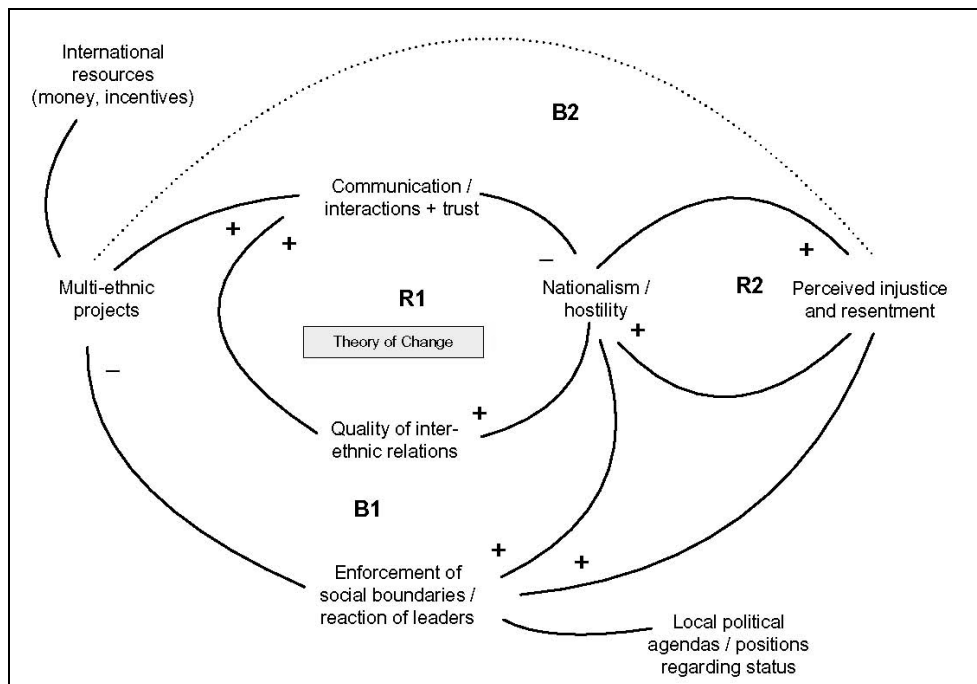 International
resources
(money, incentives)
B2
Communication /
interactions + trust
+
+
–
+
Multi-ethnic
projects
R1
Nationalism /
hostility
R2
Perceived injustice
and resentment
Theory of Change
+
–
+
Quality of inter-
ethnic relations
B1
+
+
Enforcement of
social boundaries /
reaction of leaders
Local political
agendas / positions
regarding status